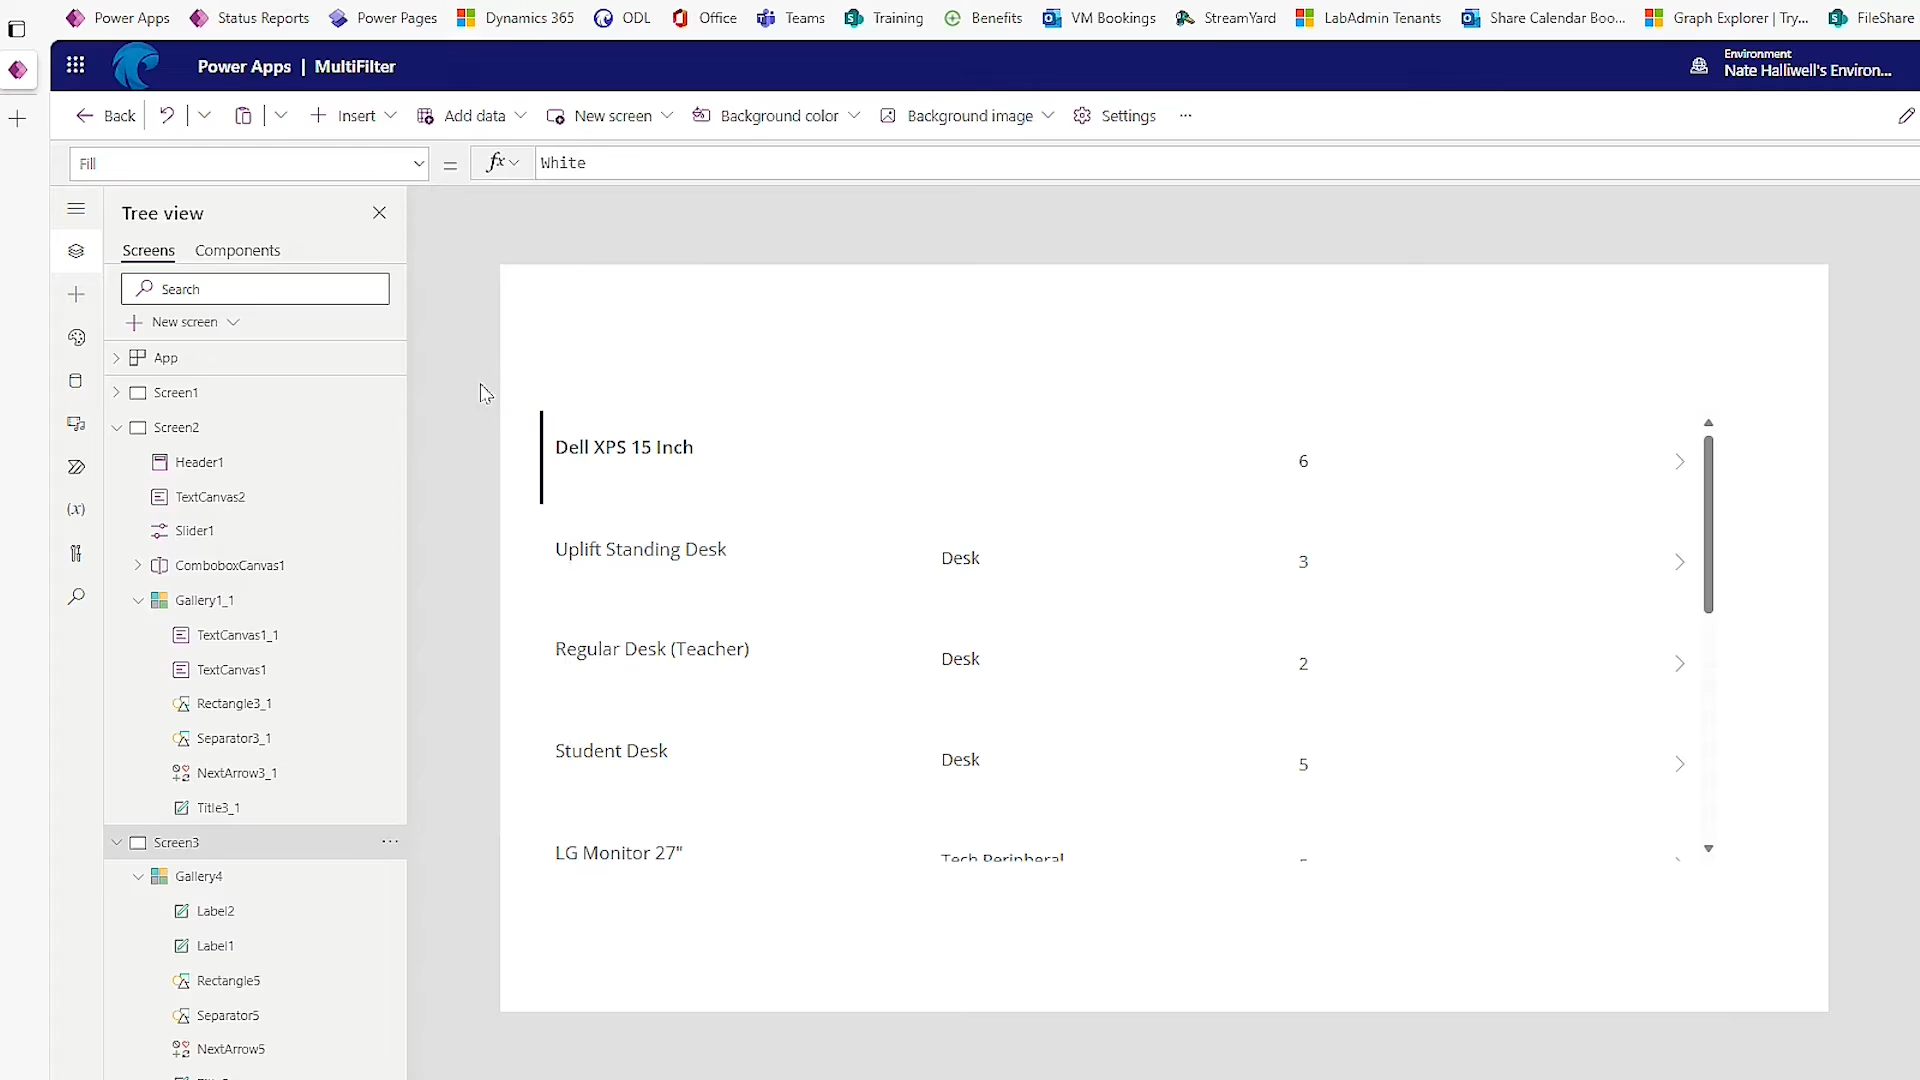 Power Apps Status Reports Power Pages Dynamics 365 ODL Office Teams Training Benefits VM Bookings StreamYard LabAdmin Tenants Share Calendar Boo... Graph Explorer | Try... FileShare
Power Apps | MultiFilter
Environment
Nate Halliwell's Environ...
Back Insert Add data New screen Background color Background image Settings ...
Fill = fx White
Tree view
Screens Components
Search
New screen
App
Screen1
Screen2
Header1
TextCanvas2
Slider1
ComboboxCanvas1
Gallery1_1
TextCanvas1_1
TextCanvas1
Rectangle3_1
Separator3_1
NextArrow3_1
Title3_1
Screen3 ...
Gallery4
Label2
Label1
Rectangle5
Separator5
NextArrow5
(x)
Dell XPS 15 Inch 6
Uplift Standing Desk Desk 3
Regular Desk (Teacher) Desk 2
Student Desk Desk 5
LG Monitor 27" Tech Peripheral